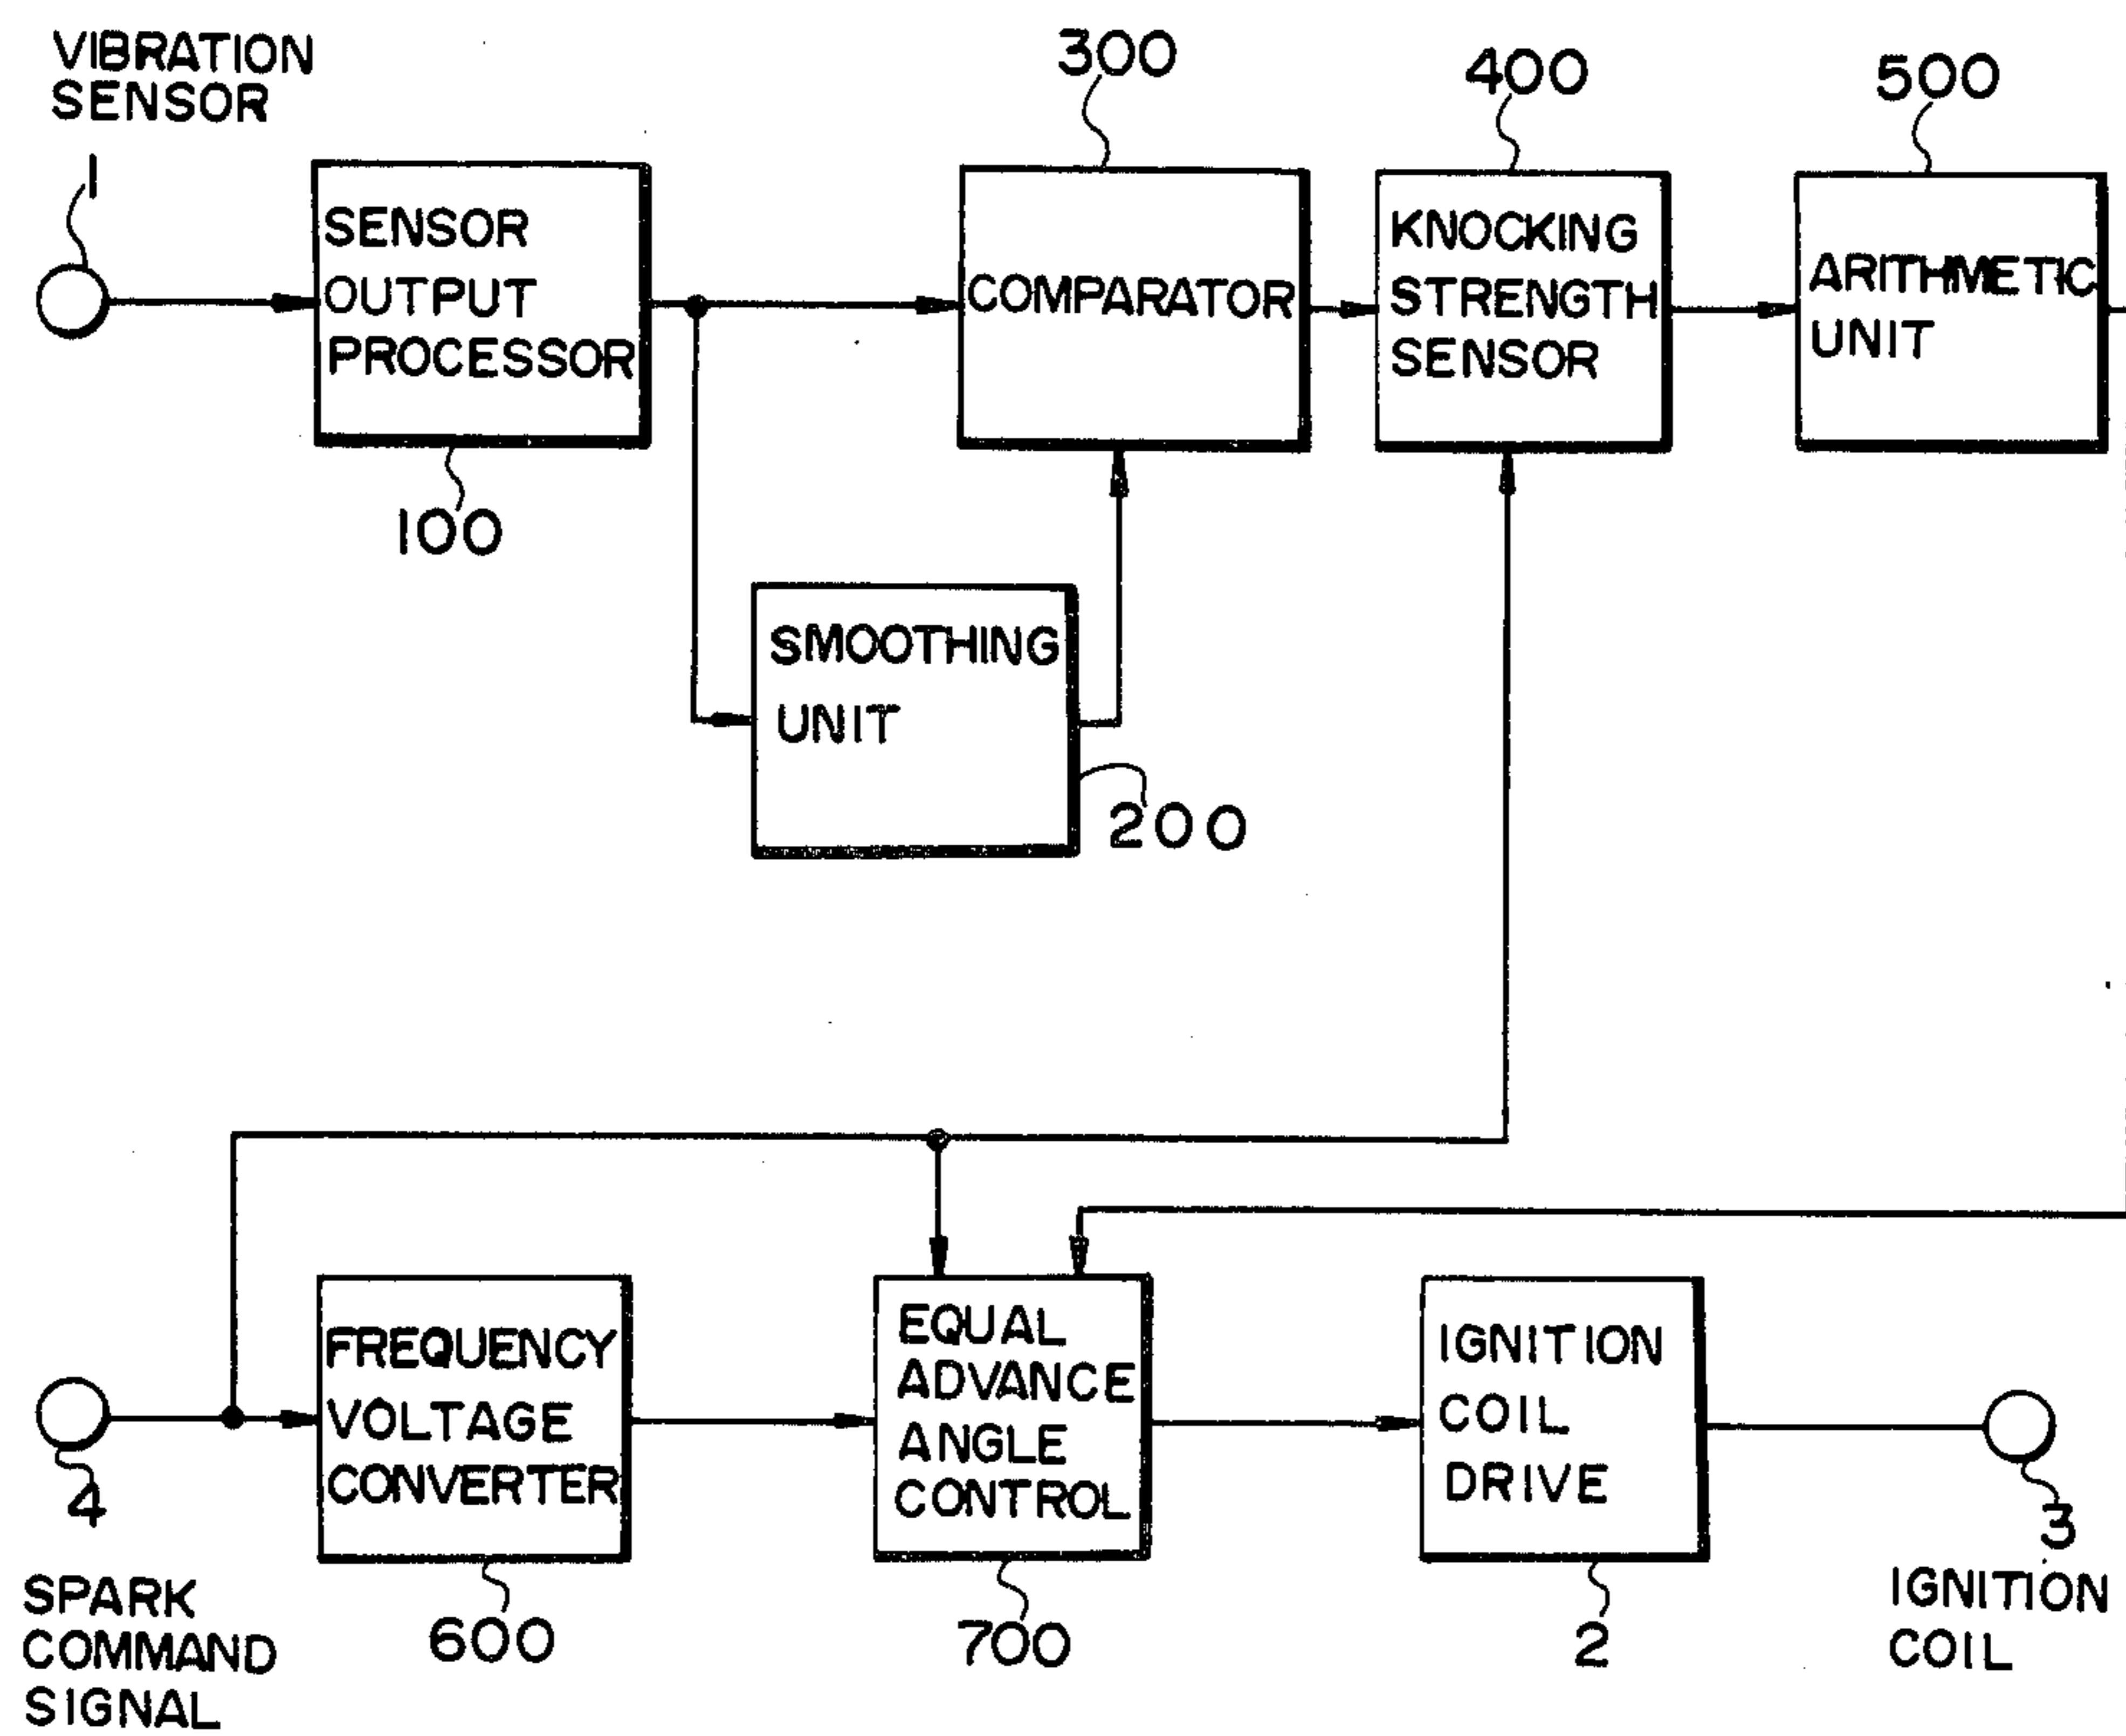 VIBRATION
SENSOR
1
300
400
500
SENSOR
OUTPUT
PROCESSOR
COMPARATOR
KNOCKING
STRENGTH
SENSOR
ARITHMETIC
UNIT
100
SMOOTHING
UNIT
200
FREQUENCY
VOLTAGE
CONVERTER
EQUAL
ADVANCE
ANGLE
CONTROL
IGNITION
COIL
DRIVE
4
3
SPARK
COMMAND
SIGNAL
600
700
2
IGNITION
COIL